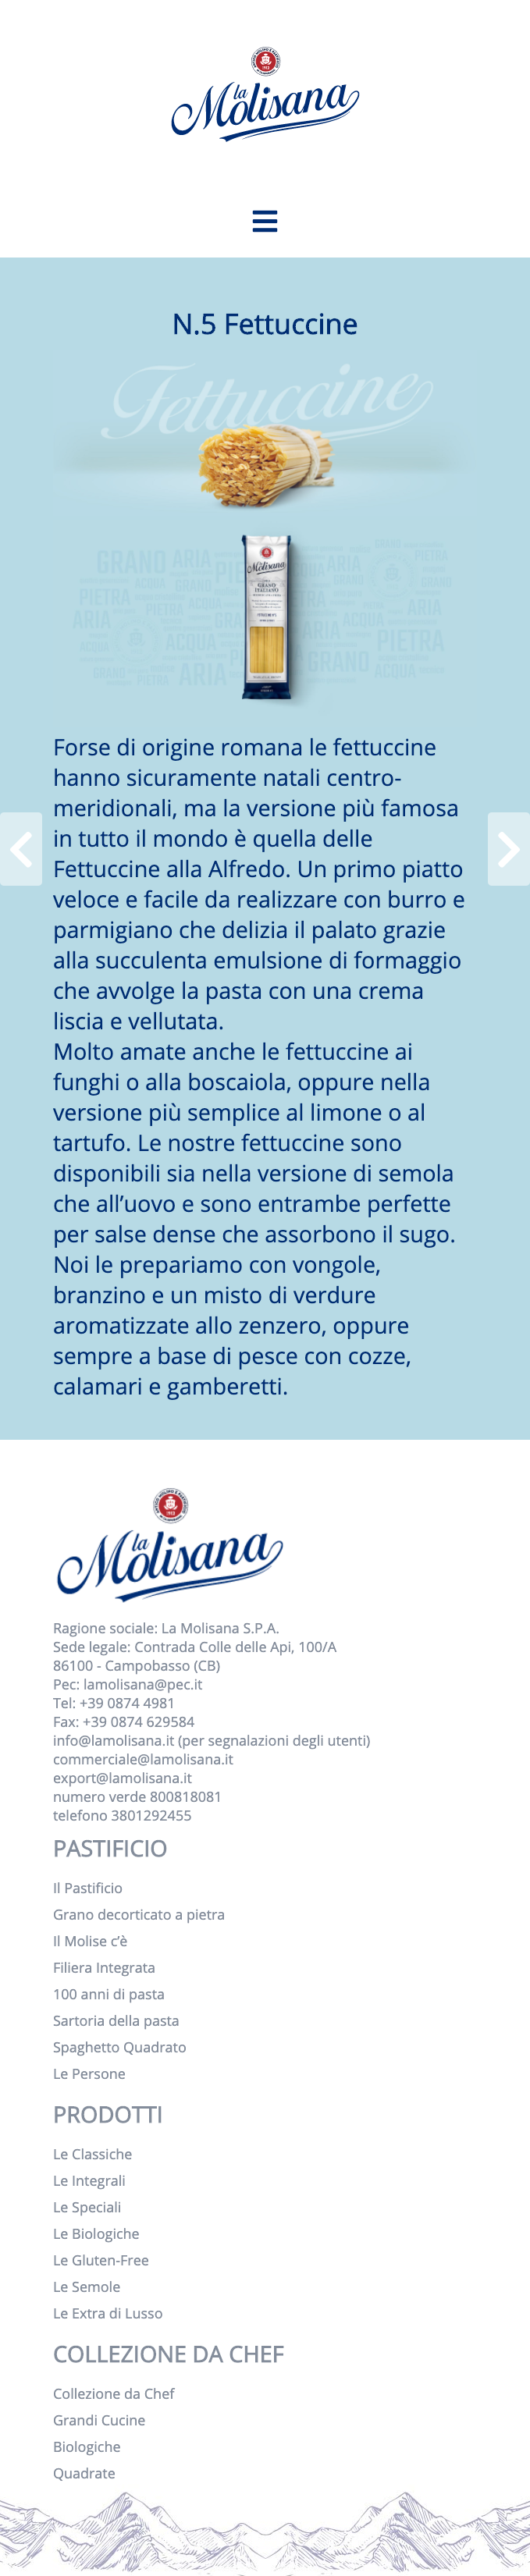 la
Molisana
N.5 Fettuccine
Fettuccine
la
Molisana
GRANO
ITALIANO
GRANO ARIA
ACQUA
PIETRA
ARIA
ACQUA
PIETRA
GRANO
ARIA
ACQUA
Forse di origine romana le fettuccine
hanno sicuramente natali centro-
meridionali, ma la versione più famosa
in tutto il mondo è quella delle
Fettuccine alla Alfredo. Un primo piatto
veloce e facile da realizzare con burro e
parmigiano che delizia il palato grazie
alla succulenta emulsione di formaggio
che avvolge la pasta con una crema
liscia e vellutata.
Molto amate anche le fettuccine ai
funghi o alla boscaiola, oppure nella
versione più semplice al limone o al
tartufo. Le nostre fettuccine sono
disponibili sia nella versione di semola
che all’uovo e sono entrambe perfette
per salse dense che assorbono il sugo.
Noi le prepariamo con vongole,
branzino e un misto di verdure
aromatizzate allo zenzero, oppure
sempre a base di pesce con cozze,
calamari e gamberetti.
la
Molisana
Ragione sociale: La Molisana S.P.A.
Sede legale: Contrada Colle delle Api, 100/A
86100 - Campobasso (CB)
Pec: lamolisana@pec.it
Tel: +39 0874 4981
Fax: +39 0874 629584
info@lamolisana.it (per segnalazioni degli utenti)
commerciale@lamolisana.it
export@lamolisana.it
numero verde 800818081
telefono 3801292455
PASTIFICIO
Il Pastificio
Grano decorticato a pietra
Il Molise c’è
Filiera Integrata
100 anni di pasta
Sartoria della pasta
Spaghetto Quadrato
Le Persone
PRODOTTI
Le Classiche
Le Integrali
Le Speciali
Le Biologiche
Le Gluten-Free
Le Semole
Le Extra di Lusso
COLLEZIONE DA CHEF
Collezione da Chef
Grandi Cucine
Biologiche
Quadrate